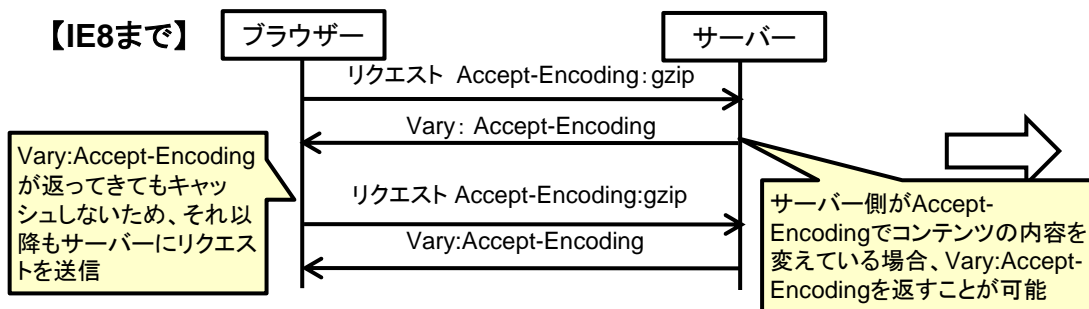 【IE8まで】
ブラウザー
サーバー
リクエスト Accept-Encoding：gzip
Vary： Accept-Encoding
Vary:Accept-Encoding
が返ってきてもキャッ
シュしないため、それ以
降もサーバーにリクエス
トを送信
リクエスト Accept-Encoding:gzip
Vary:Accept-Encoding
サーバー側がAccept-
Encodingでコンテンツの内容を
変えている場合、Vary:Accept-
Encodingを返すことが可能